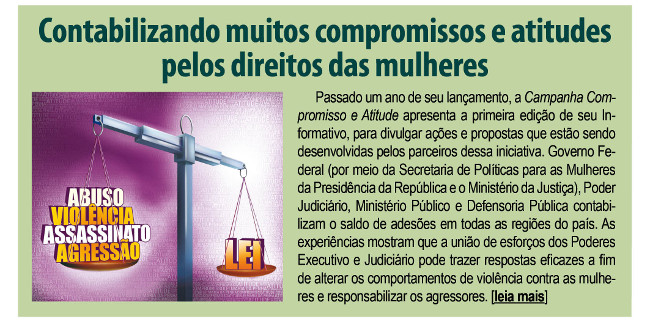 Contabilizando muitos compromissos e atitudes
pelos direitos das mulheres
ABUSO
VIOLÊNCIA
ASSASSINATO
AGRESSÃO
LEI
Passado um ano de seu lançamento, a Campanha Com-
promisso e Atitude apresenta a primeira edição de seu In-
formativo, para divulgar ações e propostas que estão sendo
desenvolvidas pelos parceiros dessa iniciativa. Governo Fe-
deral (por meio da Secretaria de Políticas para as Mulheres
da Presidência da República e o Ministério da Justiça), Poder
Judiciário, Ministério Público e Defensoria Pública contabi-
lizam o saldo de adesões em todas as regiões do país. As
experiências mostram que a união de esforços dos Poderes
Executivo e Judiciário pode trazer respostas eficazes a fim
de alterar os comportamentos de violência contra as mulhe-
res e responsabilizar os agressores. [leia mais]